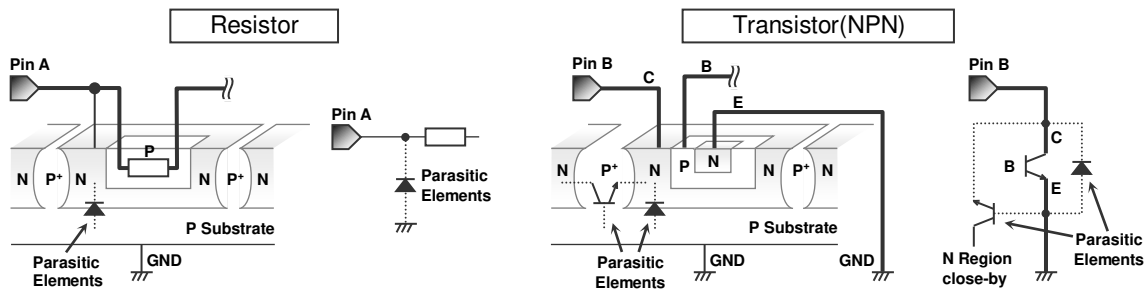 Resistor
Transistor(NPN)
Pin A
Pin A
P
N
P+
N
N
P+
N
Parasitic
Elements
P Substrate
Parasitic
Elements
GND
Pin B
C
B
E
P
N
N
P+
N
N
P+
N
P Substrate
Parasitic
Elements
GND
GND
Pin B
C
B
E
Parasitic
Elements
N Region
close-by